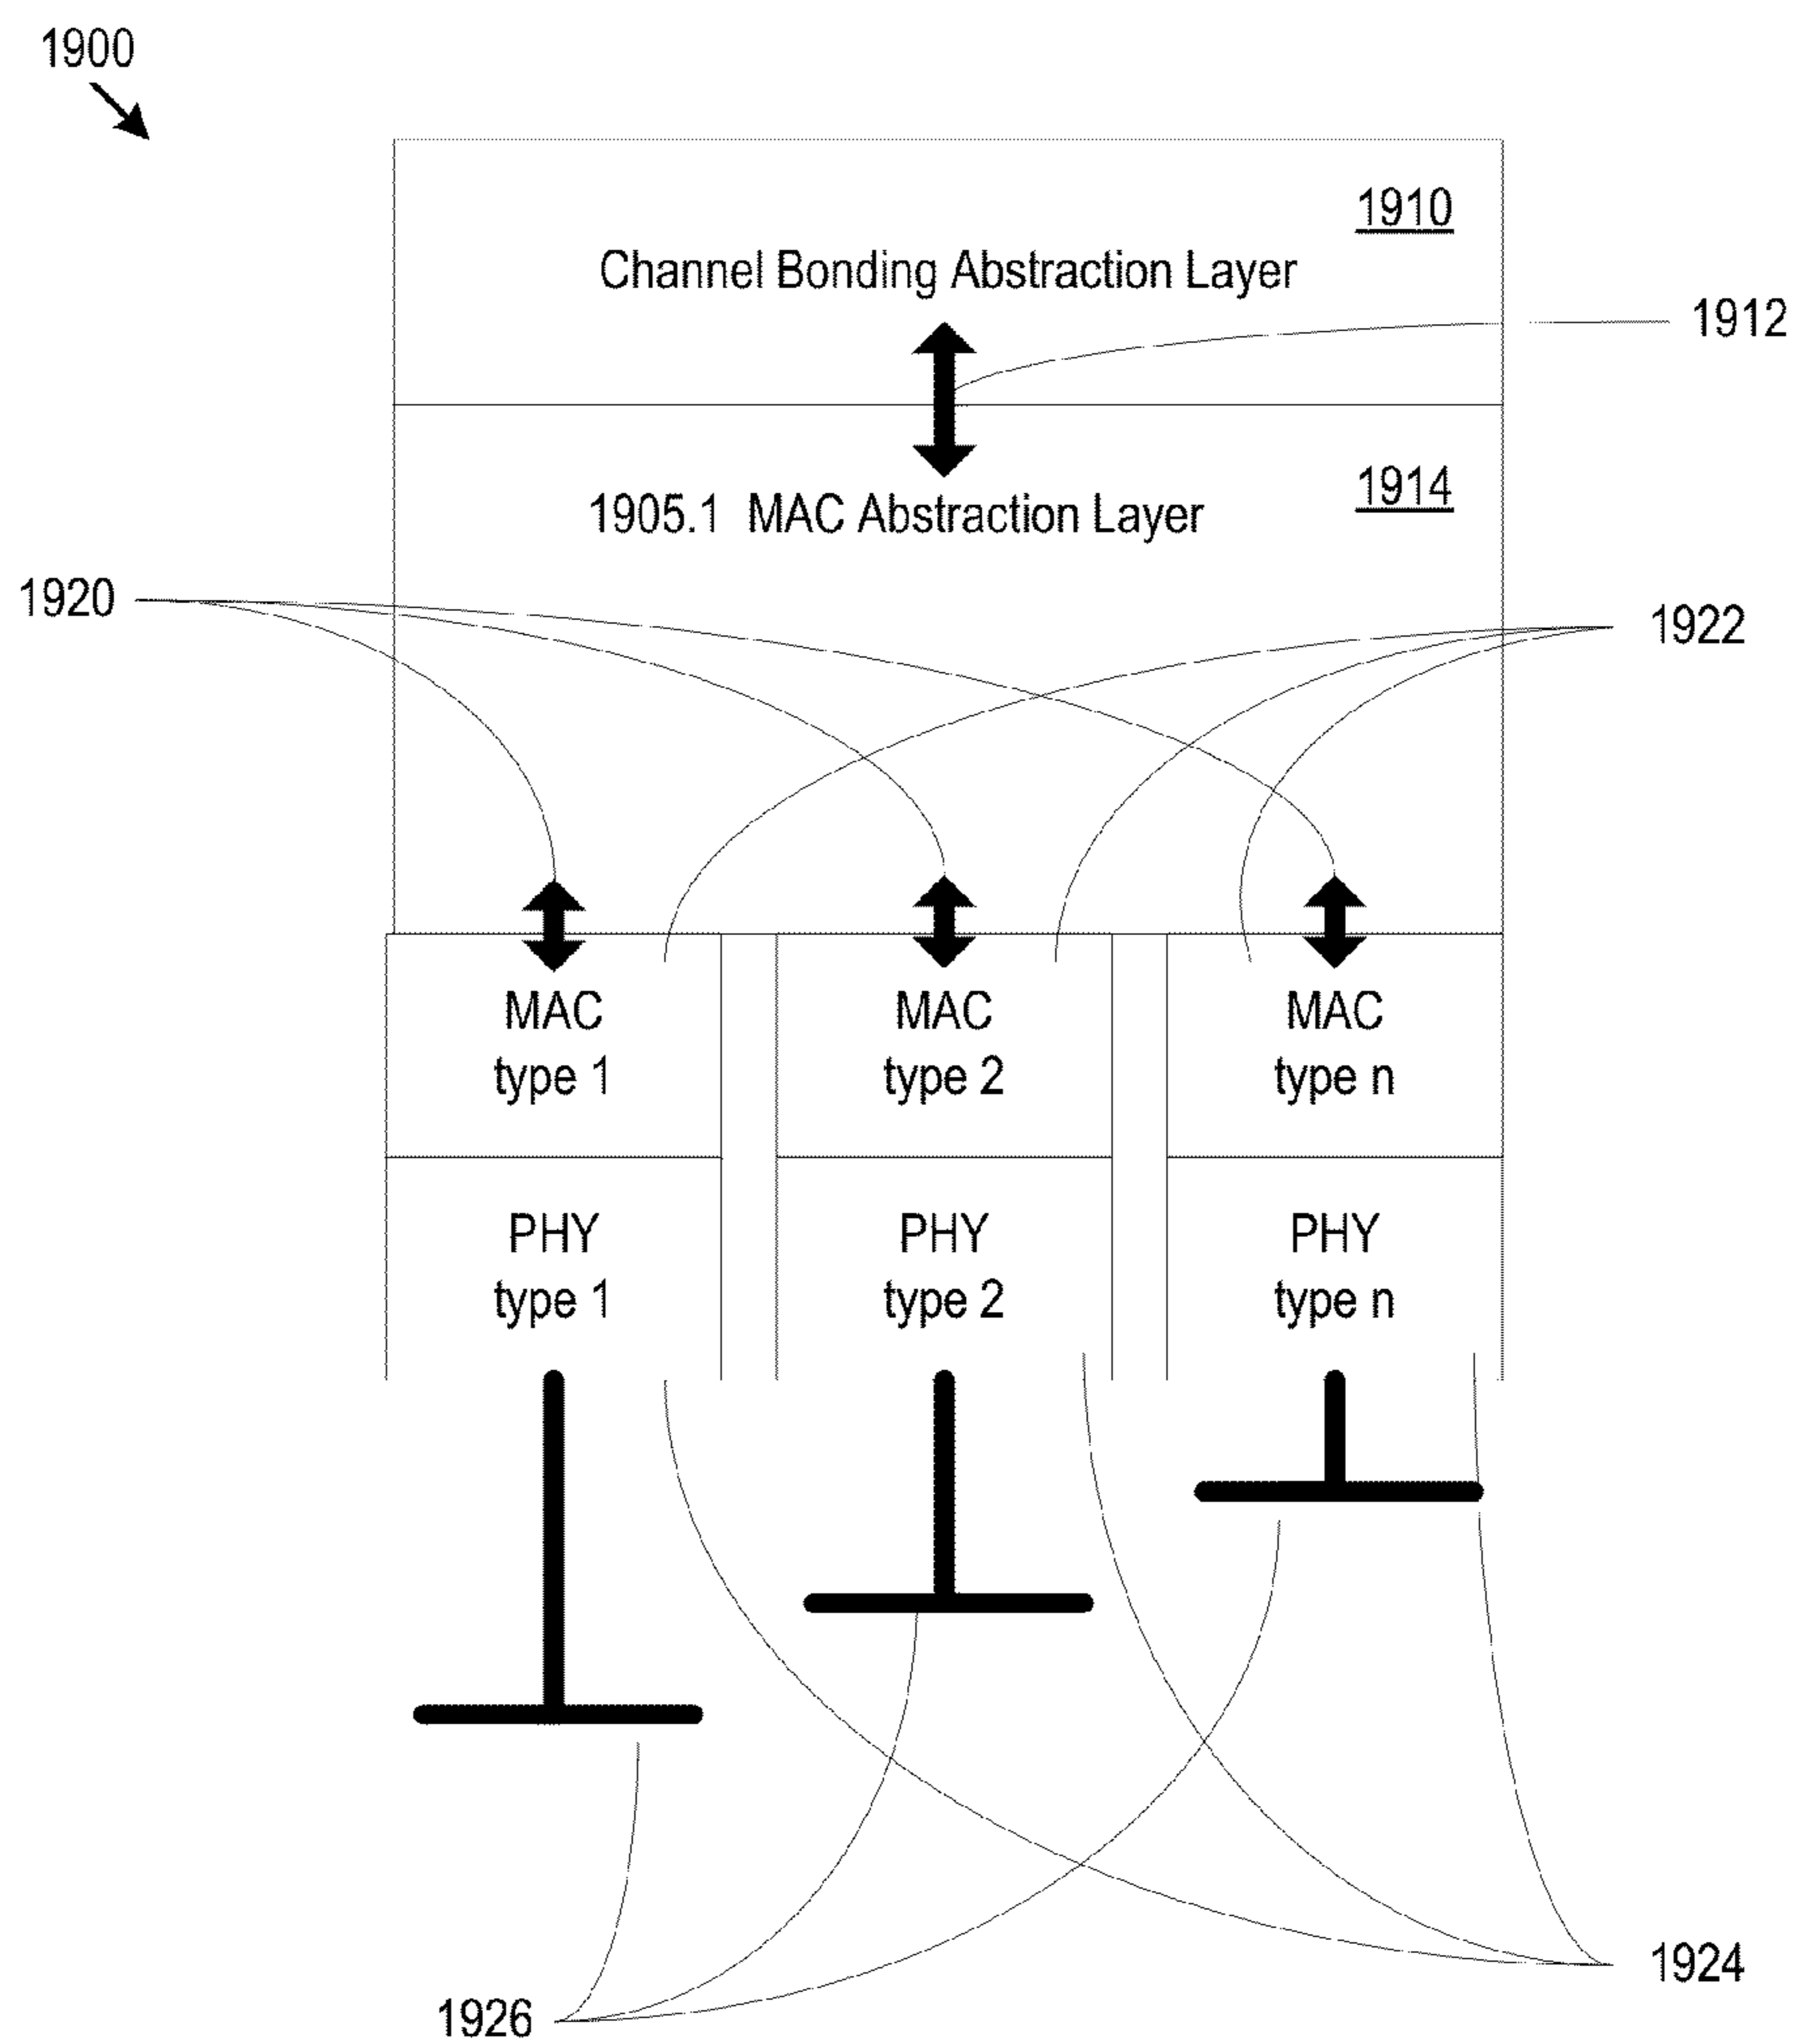 1900
1910
Channel Bonding Abstraction Layer
1912
1914
1905.1 MAC Abstraction Layer
1920
1922
MAC
type 1
MAC
type 2
MAC
type n
PHY
type 1
PHY
type 2
PHY
type n
1924
1926